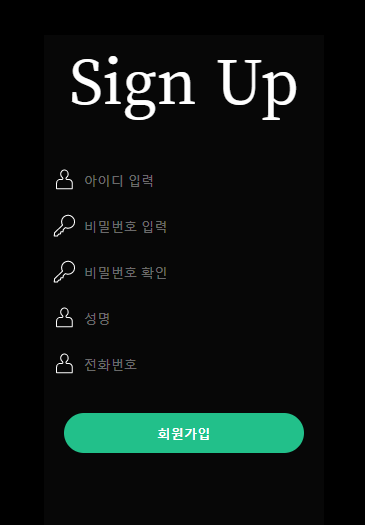 Sign Up
아이디 입력
비밀번호 입력
비밀번호 확인
성명
전화번호
회원가입